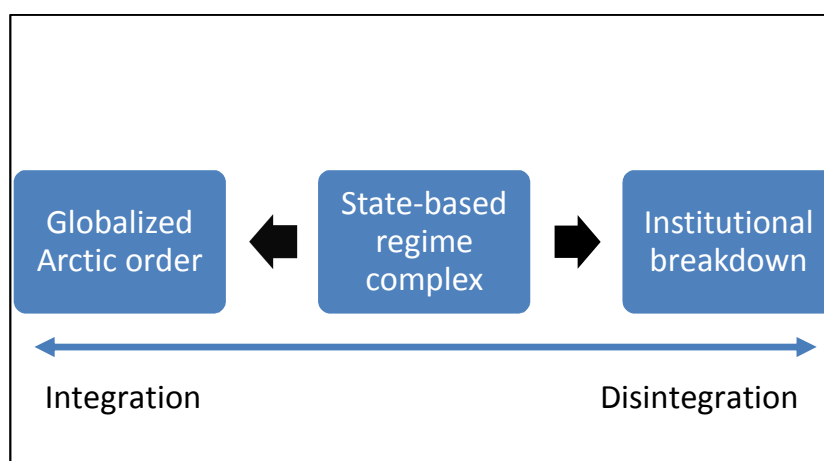 Globalized
Arctic order
State-based
regime
complex
Institutional
breakdown
Integration
Disintegration